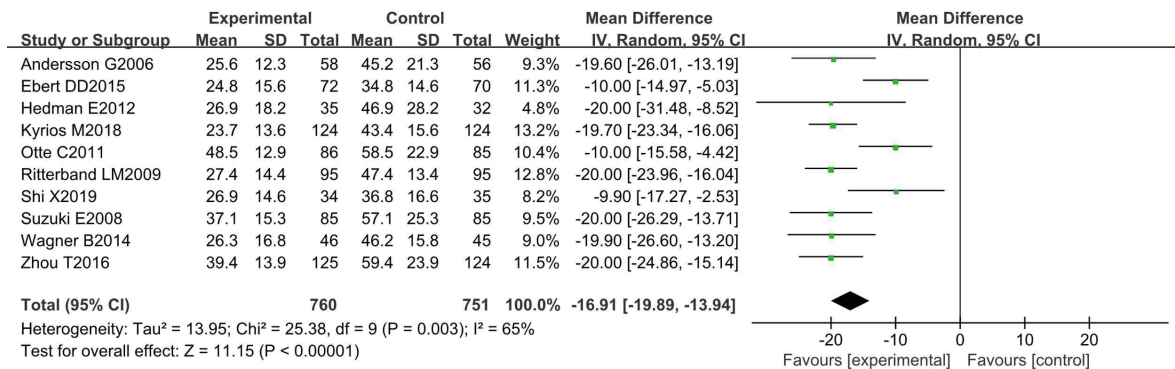 Experimental Control Mean Difference Mean Difference
Study or Subgroup Mean SD Total Mean SD Total Weight IV, Random, 95% CI IV, Random, 95% CI
Andersson G2006 25.6 12.3 58 45.2 21.3 56 9.3% -19.60 [-26.01, -13.19]
Ebert DD2015 24.8 15.6 72 34.8 14.6 70 11.3% -10.00 [-14.97, -5.03]
Hedman E2012 26.9 18.2 35 46.9 28.2 32 4.8% -20.00 [-31.48, -8.52]
Kyrios M2018 23.7 13.6 124 43.4 15.6 124 13.2% -19.70 [-23.34, -16.06]
Otte C2011 48.5 12.9 86 58.5 22.9 85 10.4% -10.00 [-15.58, -4.42]
Ritterband LM2009 27.4 14.4 95 47.4 13.4 95 12.8% -20.00 [-23.96, -16.04]
Shi X2019 26.9 14.6 34 36.8 16.6 35 8.3% -9.90 [-17.27, -2.53]
Suzuki E2008 37.1 15.3 85 57.1 25.3 85 9.5% -20.00 [-26.29, -13.71]
Wagner B2014 26.3 16.8 46 46.2 15.8 45 9.0% -19.90 [-26.60, -13.20]
Zhou T2016 39.4 13.9 125 59.4 23.9 124 11.5% -20.00 [-24.86, -15.14]
Total (95% CI) 760 751 100.0% -16.91 [-19.89, -13.94]
Heterogeneity: Tau² = 13.95; Chi² = 25.38, df = 9 (P = 0.003); I² = 65%
Test for overall effect: Z = 11.15 (P < 0.00001)
-20 -10 0 10 20
Favours [experimental] Favours [control]